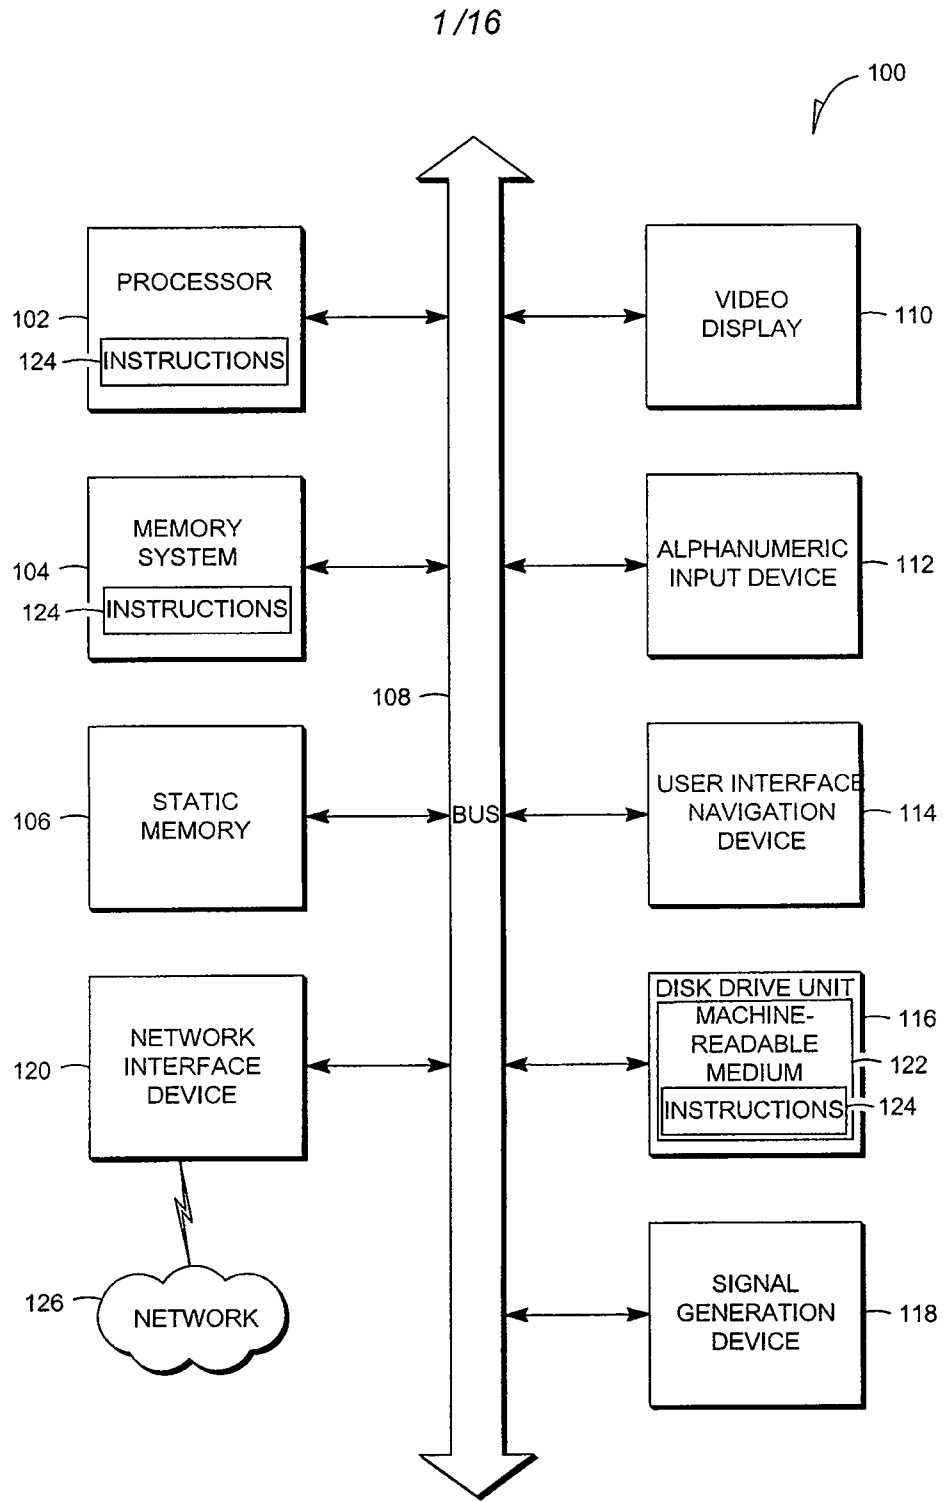 1/16
100
PROCESSOR
102
124
INSTRUCTIONS
VIDEO
DISPLAY
110
MEMORY
SYSTEM
104
124
INSTRUCTIONS
ALPHANUMERIC
INPUT DEVICE
112
108
STATIC
MEMORY
106
BUS
USER INTERFACE
NAVIGATION
DEVICE
114
NETWORK
INTERFACE
DEVICE
120
DISK DRIVE UNIT
MACHINE-
READABLE
MEDIUM
INSTRUCTIONS
116
122
124
126
NETWORK
SIGNAL
GENERATION
DEVICE
118